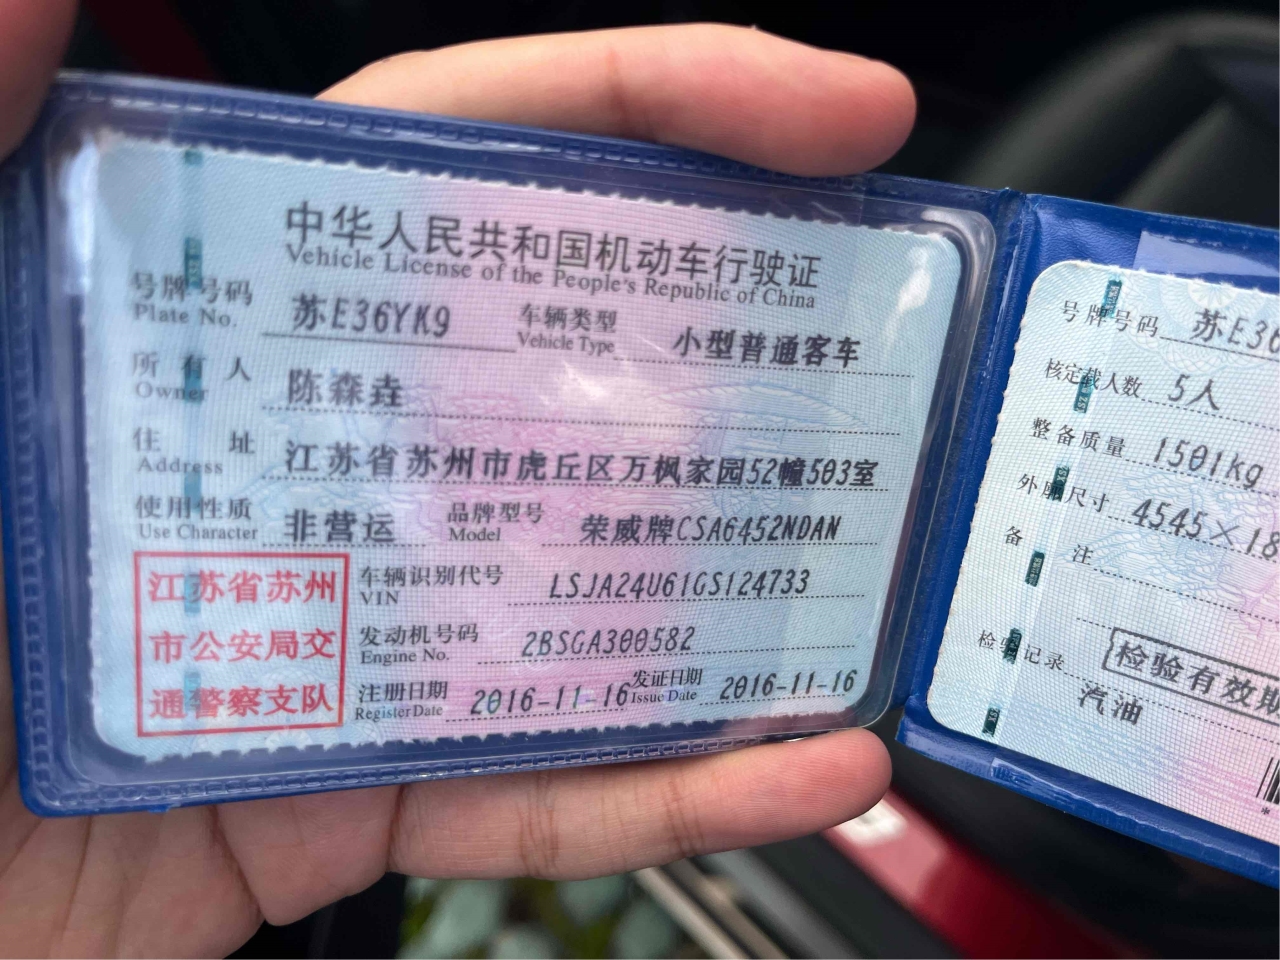 中华人民共和国机动车行驶证
Vehicle License of the People's Republic of China
号牌号码 苏E36YK9 车辆类型 小型普通客车
Plate No. Vehicle Type
所有人 陈森垚
Owner
住址 江苏省苏州市虎丘区万枫家园52幢503室
Address
使用性质 非营运 品牌型号 荣威牌CSA6452NDAN
Use Character Model
江苏省苏州
市公安局交
通警察支队
车辆识别代号 LSJA24U61GS124733
VIN
发动机号码 2BSGA300582
Engine No.
注册日期 2016-11-16 发证日期 2016-11-16
Register Date Issue Date
号牌号码 苏E36
核定载人数 5人
整备质量 1501kg
外廓尺寸 4545×18
备注
检验记录 检验有效期
汽油
*